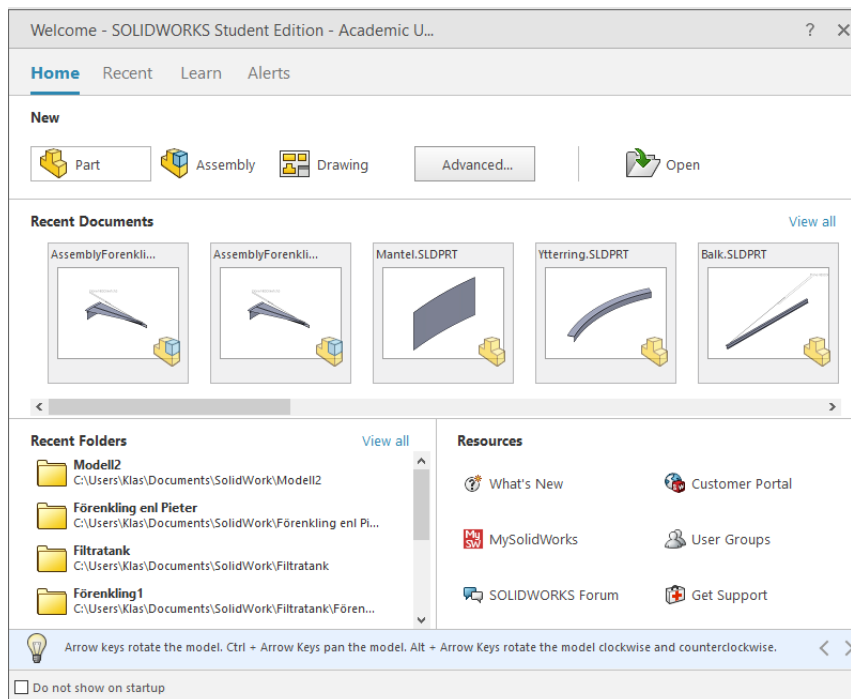 Welcome - SOLIDWORKS Student Edition - Academic U...
?
Home Recent Learn Alerts
New
Part Assembly Drawing Advanced... Open
Recent Documents View all
AssemblyForenkli... AssemblyForenkli... Mantel.SLDPRT Ytterring.SLDPRT Balk.SLDPRT
Recent Folders View all
Modell2
C:\Users\Klas\Documents\SolidWork\Modell2
Förenkling enl Pieter
C:\Users\Klas\Documents\SolidWork\Förenkling enl Pi...
Filtratank
C:\Users\Klas\Documents\SolidWork\Filtratank
Förenkling1
C:\Users\Klas\Documents\SolidWork\Filtratank\Fören...
Resources
What's New Customer Portal
My SW MySolidWorks User Groups
SOLIDWORKS Forum Get Support
Arrow keys rotate the model. Ctrl + Arrow Keys pan the model. Alt + Arrow Keys rotate the model clockwise and counterclockwise.
Do not show on startup